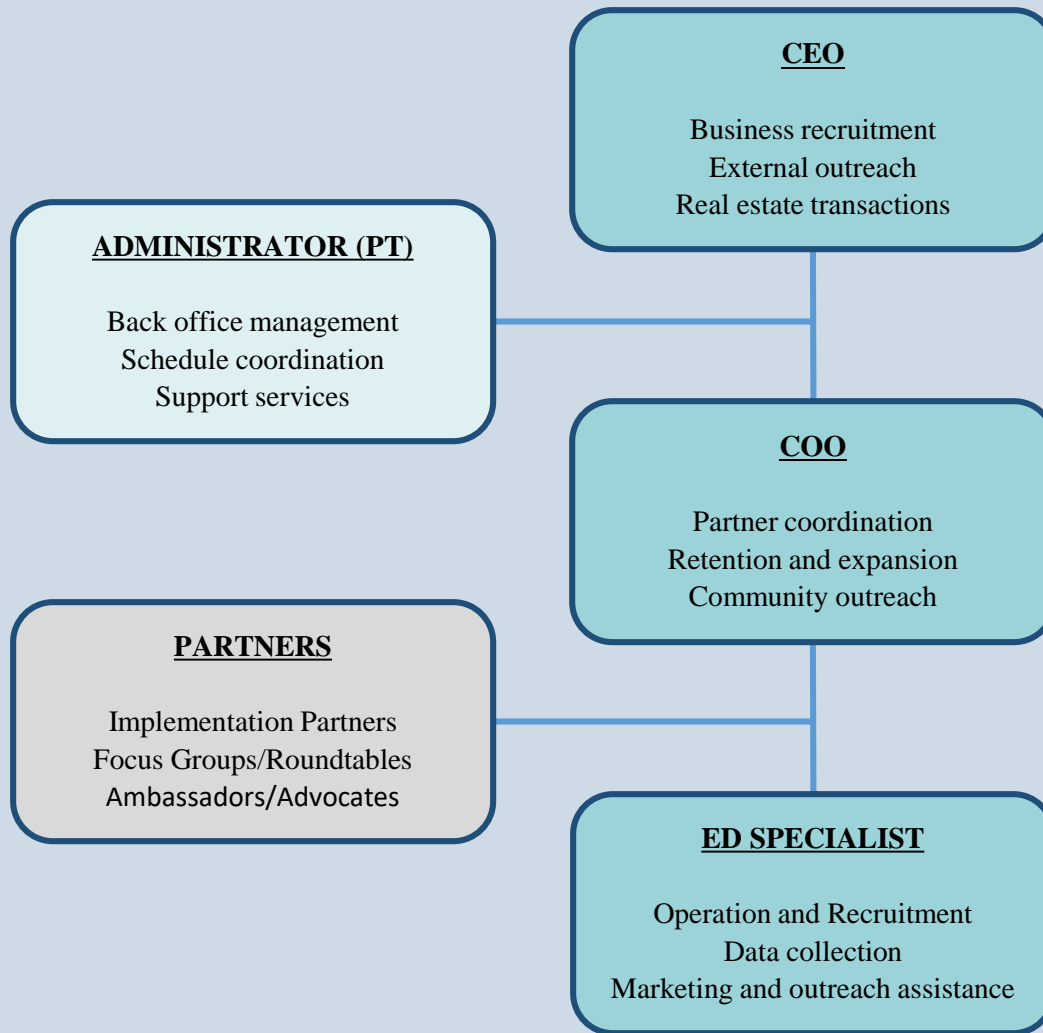 CEO
Business recruitment
External outreach
Real estate transactions
ADMINISTRATOR (PT)
Back office management
Schedule coordination
Support services
COO
Partner coordination
Retention and expansion
Community outreach
PARTNERS
Implementation Partners
Focus Groups/Roundtables
Ambassadors/Advocates
ED SPECIALIST
Operation and Recruitment
Data collection
Marketing and outreach assistance